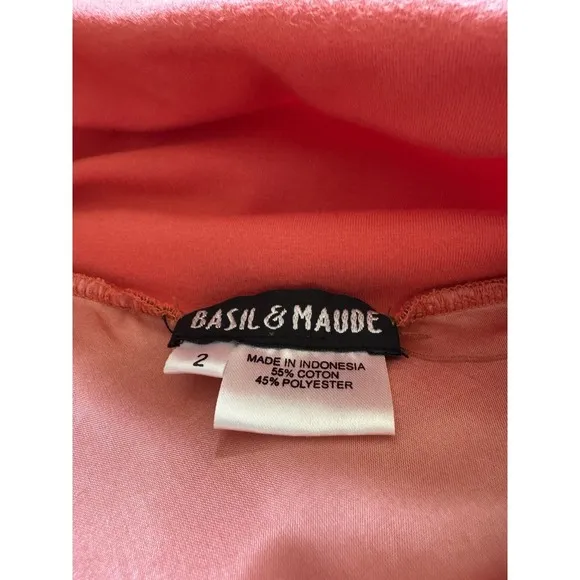 BASIL & MAUDE
2
MADE IN INDONESIA
55% COTON
45% POLYESTER